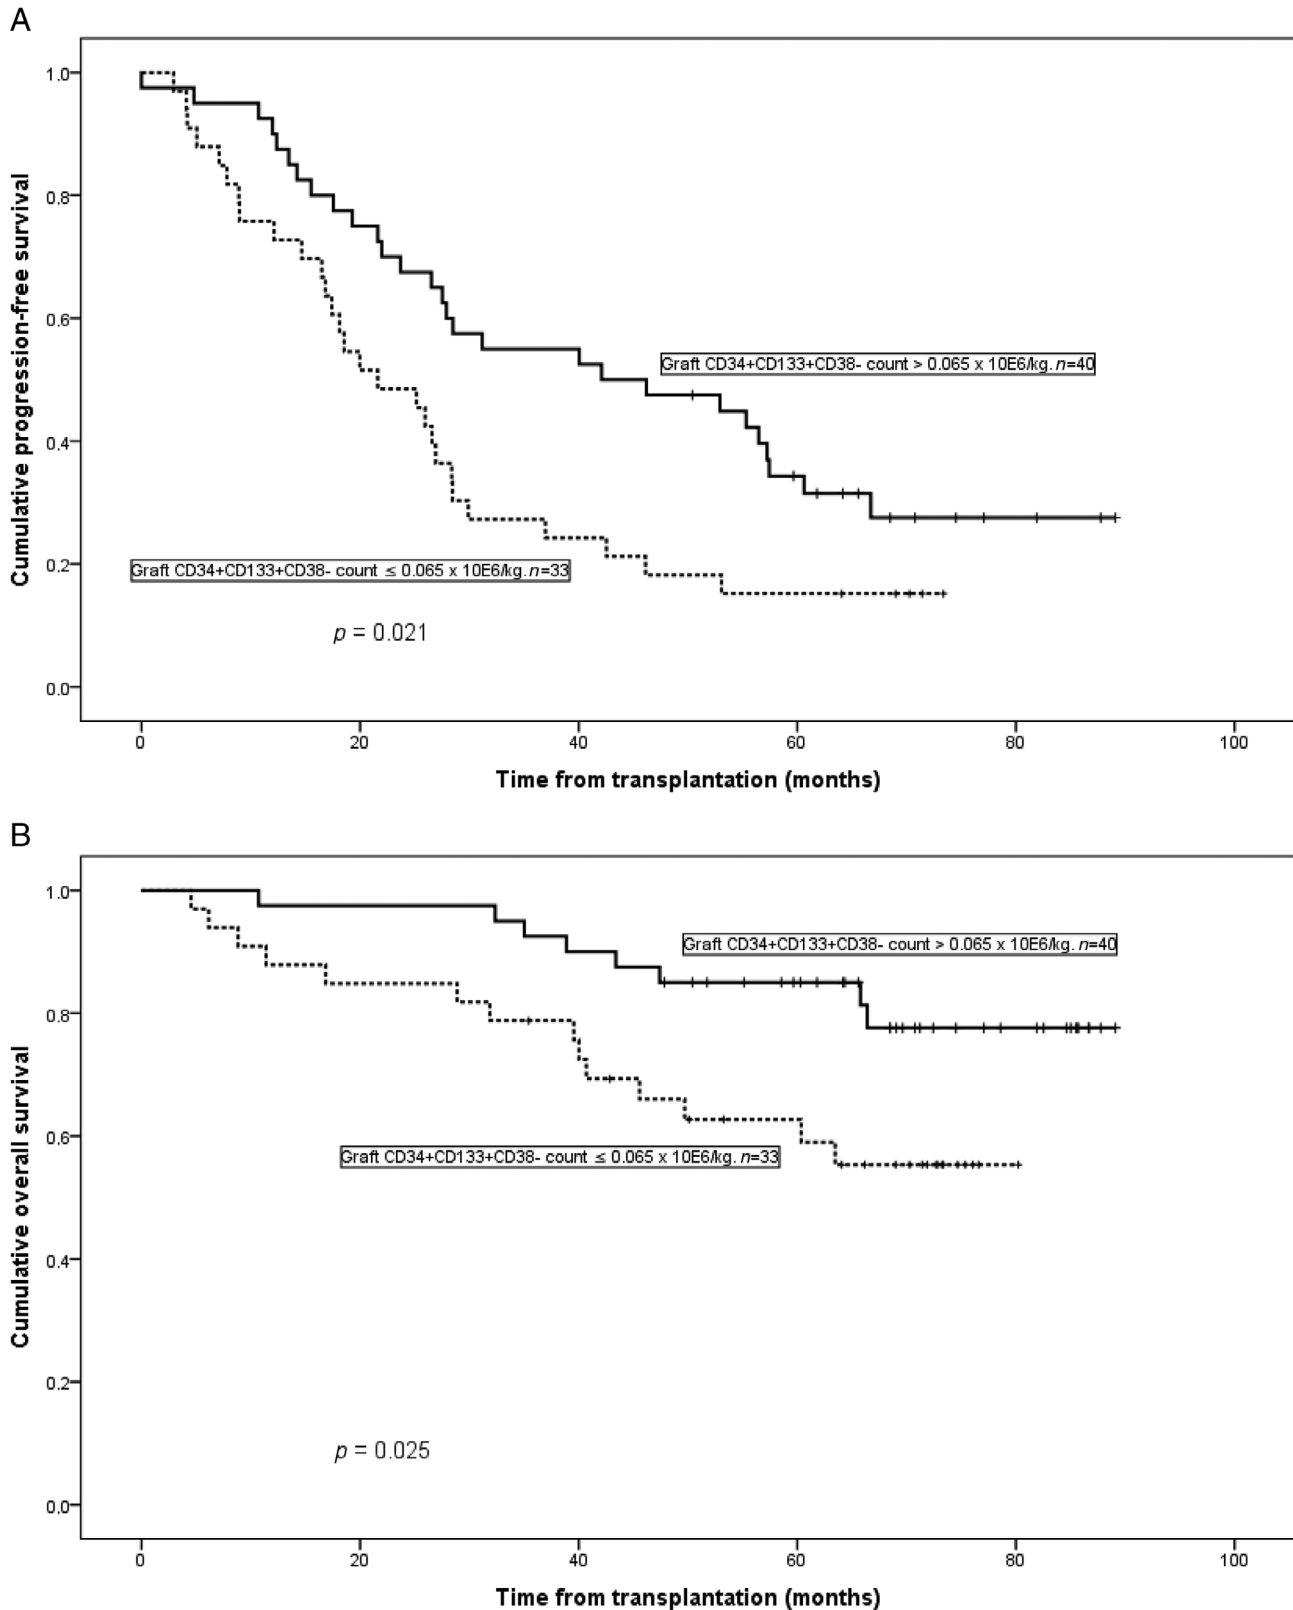 A
1.0
0.8
0.6
0.4
0.2
0.0
Cumulative progression-free survival
Graft CD34+CD133+CD38- count > 0.065 x 10E6/kg. n=40
Graft CD34+CD133+CD38- count ≤ 0.065 x 10E6/kg. n=33
p = 0.021
0 20 40 60 80 100
Time from transplantation (months)
B
1.0
0.8
0.6
0.4
0.2
0.0
Cumulative overall survival
Graft CD34+CD133+CD38- count > 0.065 x 10E6/kg. n=40
Graft CD34+CD133+CD38- count ≤ 0.065 x 10E6/kg. n=33
p = 0.025
0 20 40 60 80 100
Time from transplantation (months)